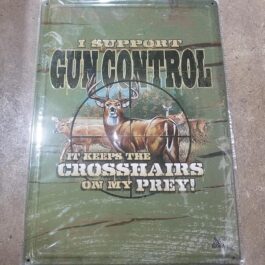 I SUPPORT
GUN CONTROL
IT KEEPS THE
CROSSHAIRS
ON MY PREY!